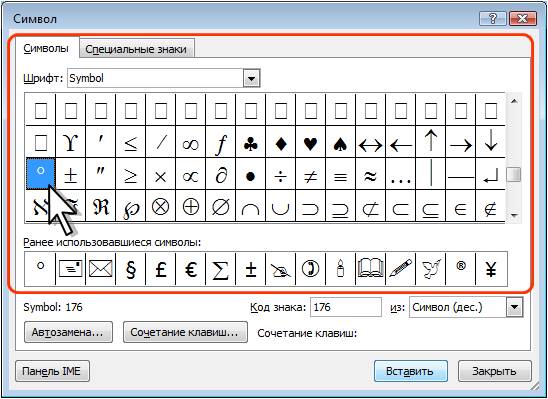 Символ
Символы Специальные знаки
Шрифт: Symbol
□ □ □ □ □ □ □ □ □ □ □ □ □ □ □ □
□ ϒ ′ ≤ ⁄ ∞ ƒ ♣ ♦ ♥ ♠ ↔ ← ↑ → ↓
° ± ″ ≥ × ∝ ∂ • ÷ ≠ ≡ ≈ … | — ↵
ℵ ℑ ℜ ℘ ⊗ ⊕ ∅ ∩ ∪ ⊃ ⊇ ⊄ ⊂ ⊆ ∈ ∉
Ранее использовавшиеся символы:
° 🖃 ✉ § £ € ∑ ± 🙈 ✆ 🕯 🕮 ✎ 🕊 ® ¥
Symbol: 176 Код знака: 176 из: Символ (дес.)
Автозамена... Сочетание клавиш... Сочетание клавиш:
Панель IME Вставить Закрыть